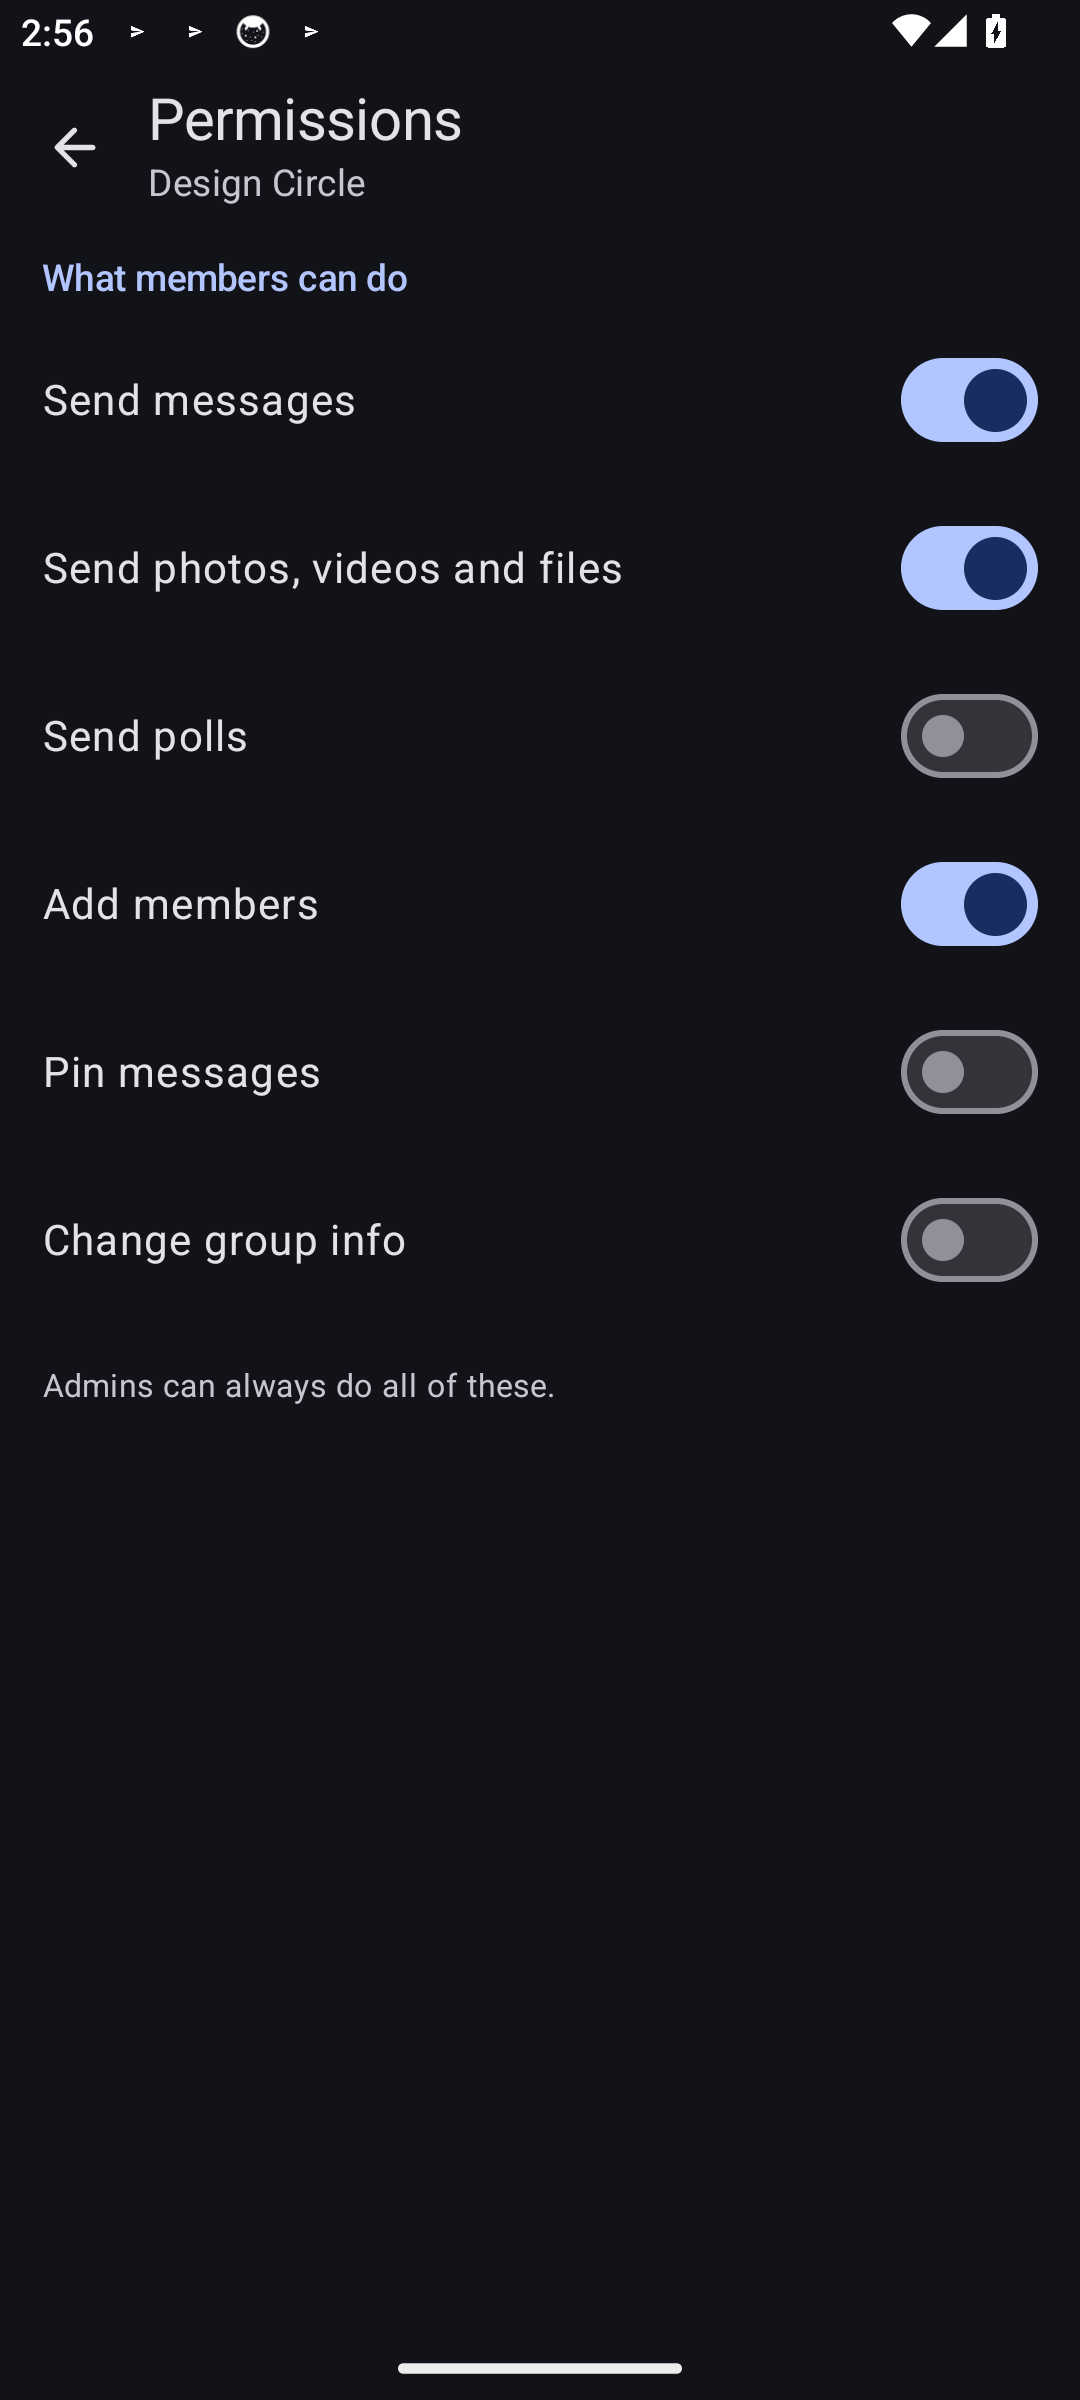 2:56
Permissions
Design Circle
What members can do
Send messages
Send photos, videos and files
Send polls
Add members
Pin messages
Change group info
Admins can always do all of these.